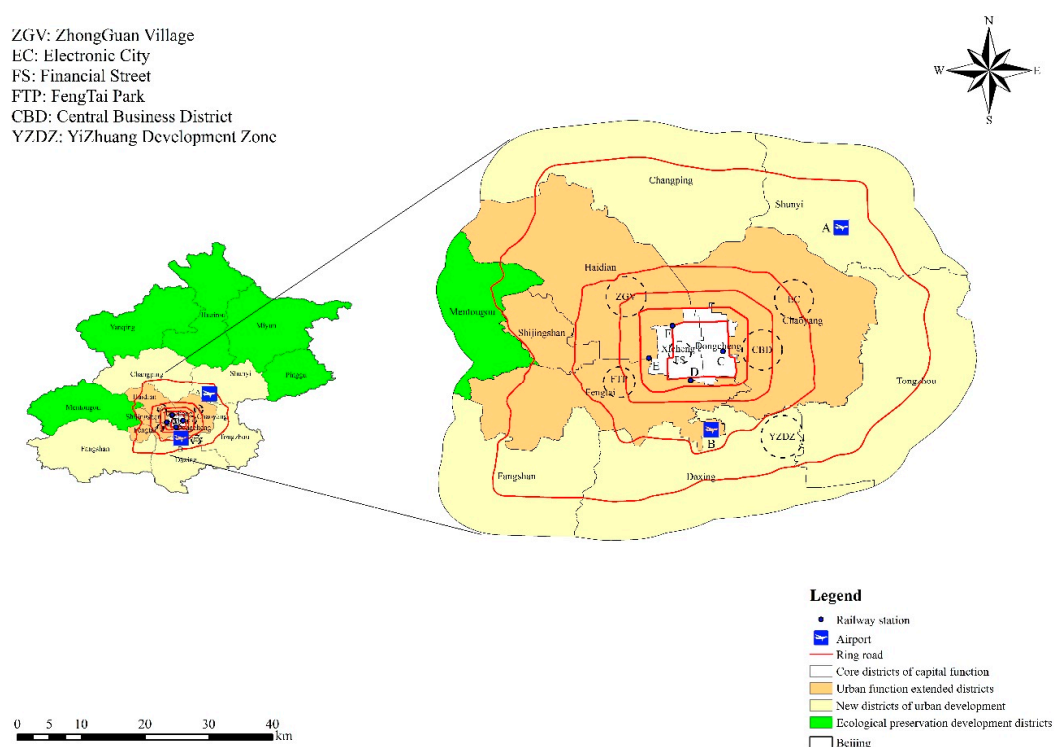 ZGV: ZhongGuan Village
EC: Electronic City
FS: Financial Street
FTP: FengTai Park
CBD: Central Business District
YZDZ: YiZhuang Development Zone
N
W
E
S
Changping
Shunyi
A
Haidian
ZGV
EC
Chaoyang
Mentougou
Shijingshan
F
Xicheng
Dongcheng
CBD
FS
C
E
D
FTP
Fengtai
Tongzhou
B
YZDZ
Fangshan
Daxing
Yanqing
Huairou
Miyun
Pinggu
Changping
Shunyi
Haidian
Mentougou
Chaoyang
Tongzhou
Fangshan
Daxing
Legend
Railway station
Airport
Ring road
Core districts of capital function
Urban function extended districts
New districts of urban development
Ecological preservation development districts
Beijing
0 5 10 20 30 40
km